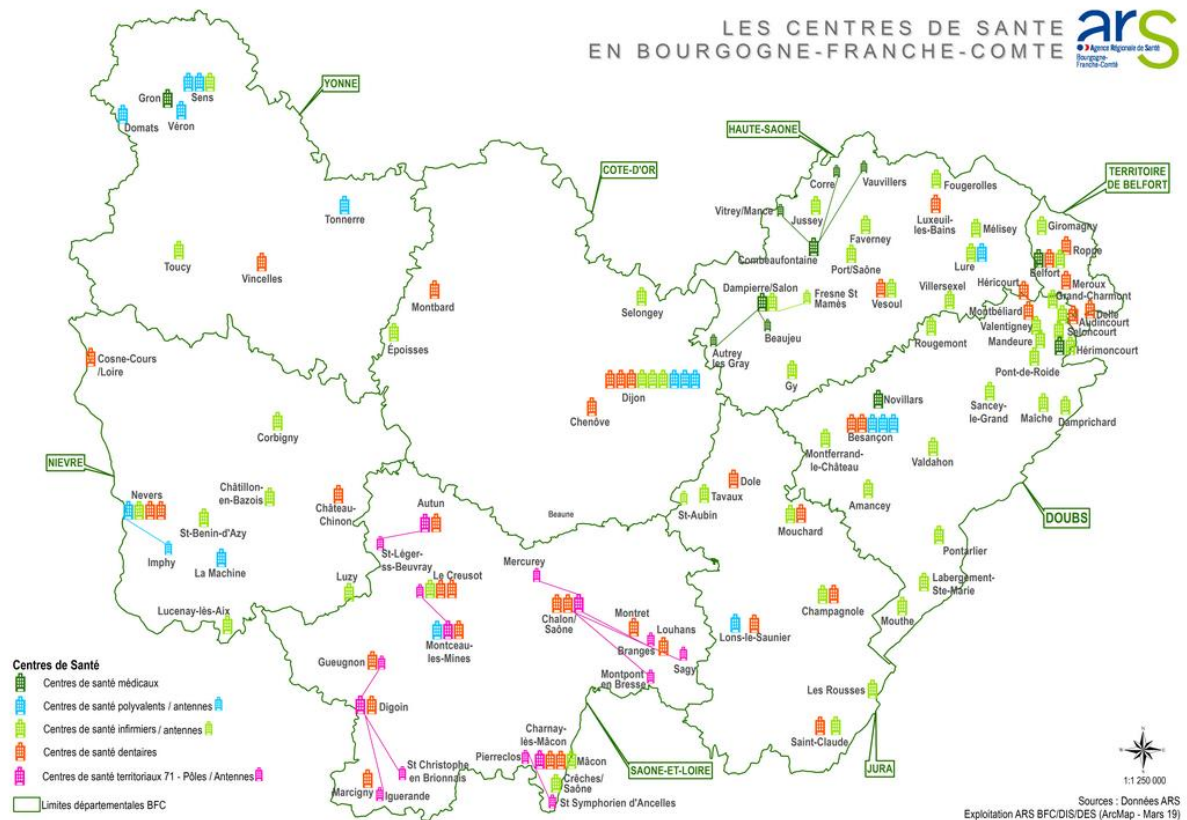 LES CENTRES DE SANTE
EN BOURGOGNE-FRANCHE-COMTE
ars
Agence Régionale de Santé
Bourgogne-
Franche-Comté
YONNE
Gron
Sens
Domats
Véron
Tonnerre
Toucy
Vincelles
COTE-D'OR
Montbard
Selongey
Époisses
Dijon
Chenôve
Beaune
HAUTE-SAONE
Corre
Vauvillers
Fougerolles
Vitrey/Mance
Jussey
Luxeuil-
les-Bains
Faverney
Mélisey
Combeaufontaine
Port/Saône
Lure
Dampierre/Salon
Fresne St
Mamès
Vesoul
Villersexel
Héricourt
Beaujeu
Autrey
les Gray
Gy
TERRITOIRE
DE BELFORT
Giromagny
Roppe
Belfort
Meroux
Grand-Charmont
Delle
Montbéliard
Audincourt
Valentigney
Seloncourt
Mandeure
Hérimoncourt
Rougemont
Pont-de-Roide
Novillars
Sancey-
le-Grand
Maîche
Damprichard
Besançon
Montferrand-
le-Château
Valdahon
Amancey
DOUBS
Pontarlier
Labergement-
Ste-Marie
Mouthe
Cosne-Cours
/Loire
Corbigny
NIEVRE
Nevers
Châtillon-
en-Bazois
Château-
Chinon
St-Benin-d'Azy
Imphy
La Machine
Luzy
Lucenay-lès-Aix
Autun
St-Léger-
ss-Beuvray
Le Creusot
Mercurey
Montceau-
les-Mines
Chalon/
Saône
Montret
Louhans
Branges
Sagy
Montpont
en Bresse
Gueugnon
Digoin
St Christophe
en Brionnais
Marcigny
Iguerande
Charnay-
lès-Mâcon
Pierreclos
Mâcon
Crêches/
Saône
St Symphorien d'Ancelles
SAONE-ET-LOIRE
Dole
Tavaux
St-Aubin
Mouchard
Champagnole
Lons-le-Saunier
Les Rousses
Saint-Claude
JURA
Centres de Santé
Centres de santé médicaux
Centres de santé polyvalents / antennes
Centres de santé infirmiers / antennes
Centres de santé dentaires
Centres de santé territoriaux 71 - Pôles / Antennes
Limites départementales BFC
N
1:1 250 000
Sources : Données ARS
Exploitation ARS BFC/DIS/DES (ArcMap - Mars 19)